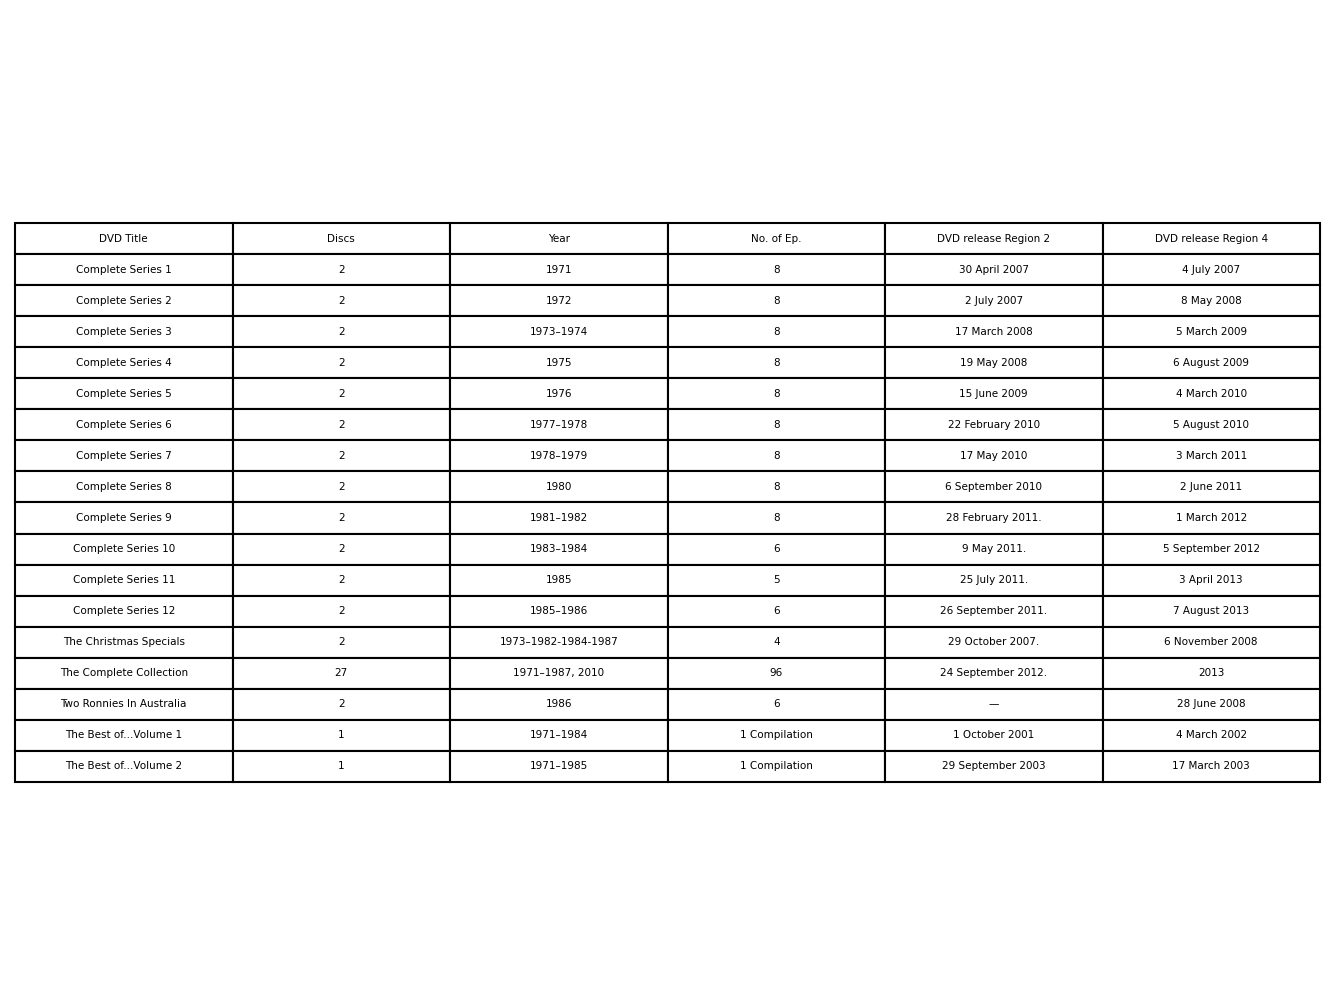 DVD Title Discs Year No. of Ep. DVD release Region 2 DVD release Region 4
Complete Series 1 2 1971 8 30 April 2007 4 July 2007
Complete Series 2 2 1972 8 2 July 2007 8 May 2008
Complete Series 3 2 1973–1974 8 17 March 2008 5 March 2009
Complete Series 4 2 1975 8 19 May 2008 6 August 2009
Complete Series 5 2 1976 8 15 June 2009 4 March 2010
Complete Series 6 2 1977–1978 8 22 February 2010 5 August 2010
Complete Series 7 2 1978–1979 8 17 May 2010 3 March 2011
Complete Series 8 2 1980 8 6 September 2010 2 June 2011
Complete Series 9 2 1981–1982 8 28 February 2011. 1 March 2012
Complete Series 10 2 1983–1984 6 9 May 2011. 5 September 2012
Complete Series 11 2 1985 5 25 July 2011. 3 April 2013
Complete Series 12 2 1985–1986 6 26 September 2011. 7 August 2013
The Christmas Specials 2 1973–1982-1984-1987 4 29 October 2007. 6 November 2008
The Complete Collection 27 1971–1987, 2010 96 24 September 2012. 2013
Two Ronnies In Australia 2 1986 6 — 28 June 2008
The Best of...Volume 1 1 1971–1984 1 Compilation 1 October 2001 4 March 2002
The Best of...Volume 2 1 1971–1985 1 Compilation 29 September 2003 17 March 2003